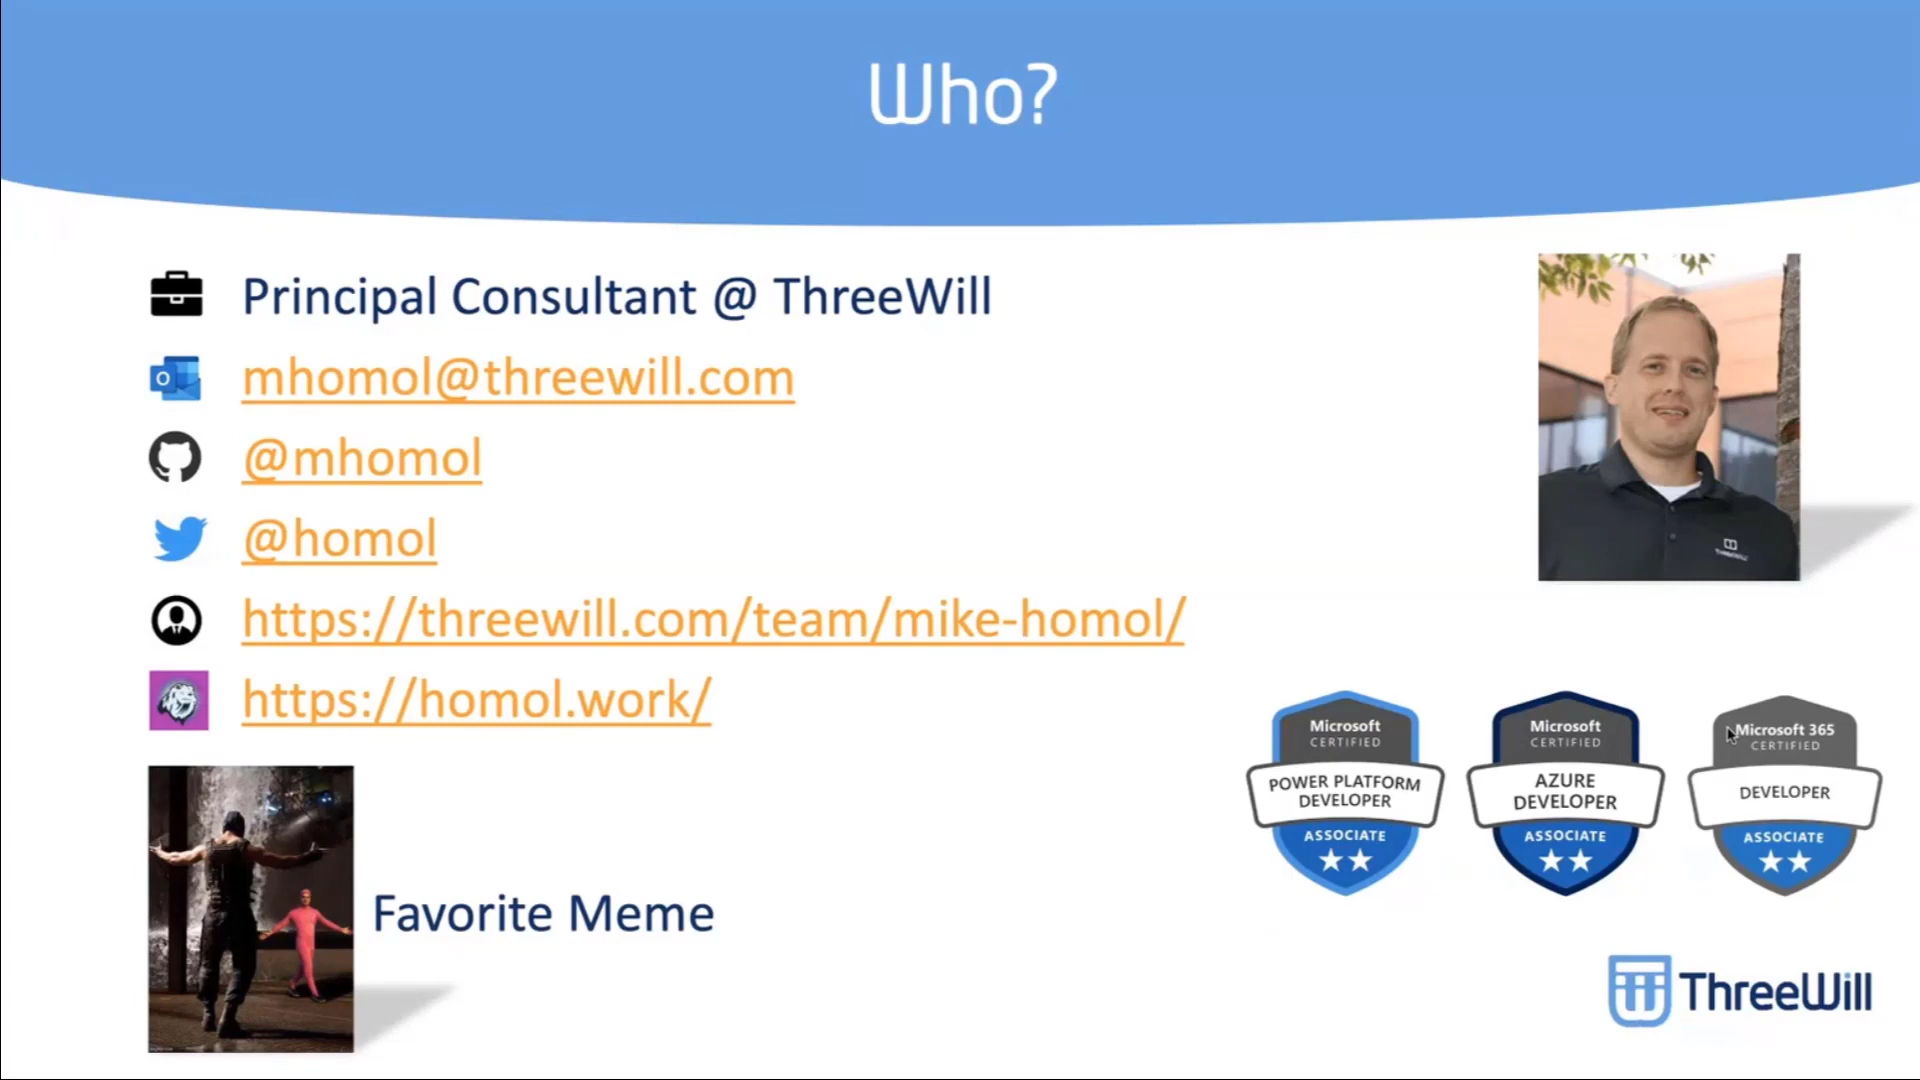 Who?
Principal Consultant @ ThreeWill
mhomol@threewill.com
@mhomol
@homol
https://threewill.com/team/mike-homol/
https://homol.work/
Favorite Meme
Microsoft
CERTIFIED
POWER PLATFORM
DEVELOPER
ASSOCIATE
Microsoft
CERTIFIED
AZURE
DEVELOPER
ASSOCIATE
Microsoft 365
CERTIFIED
DEVELOPER
ASSOCIATE
ThreeWill